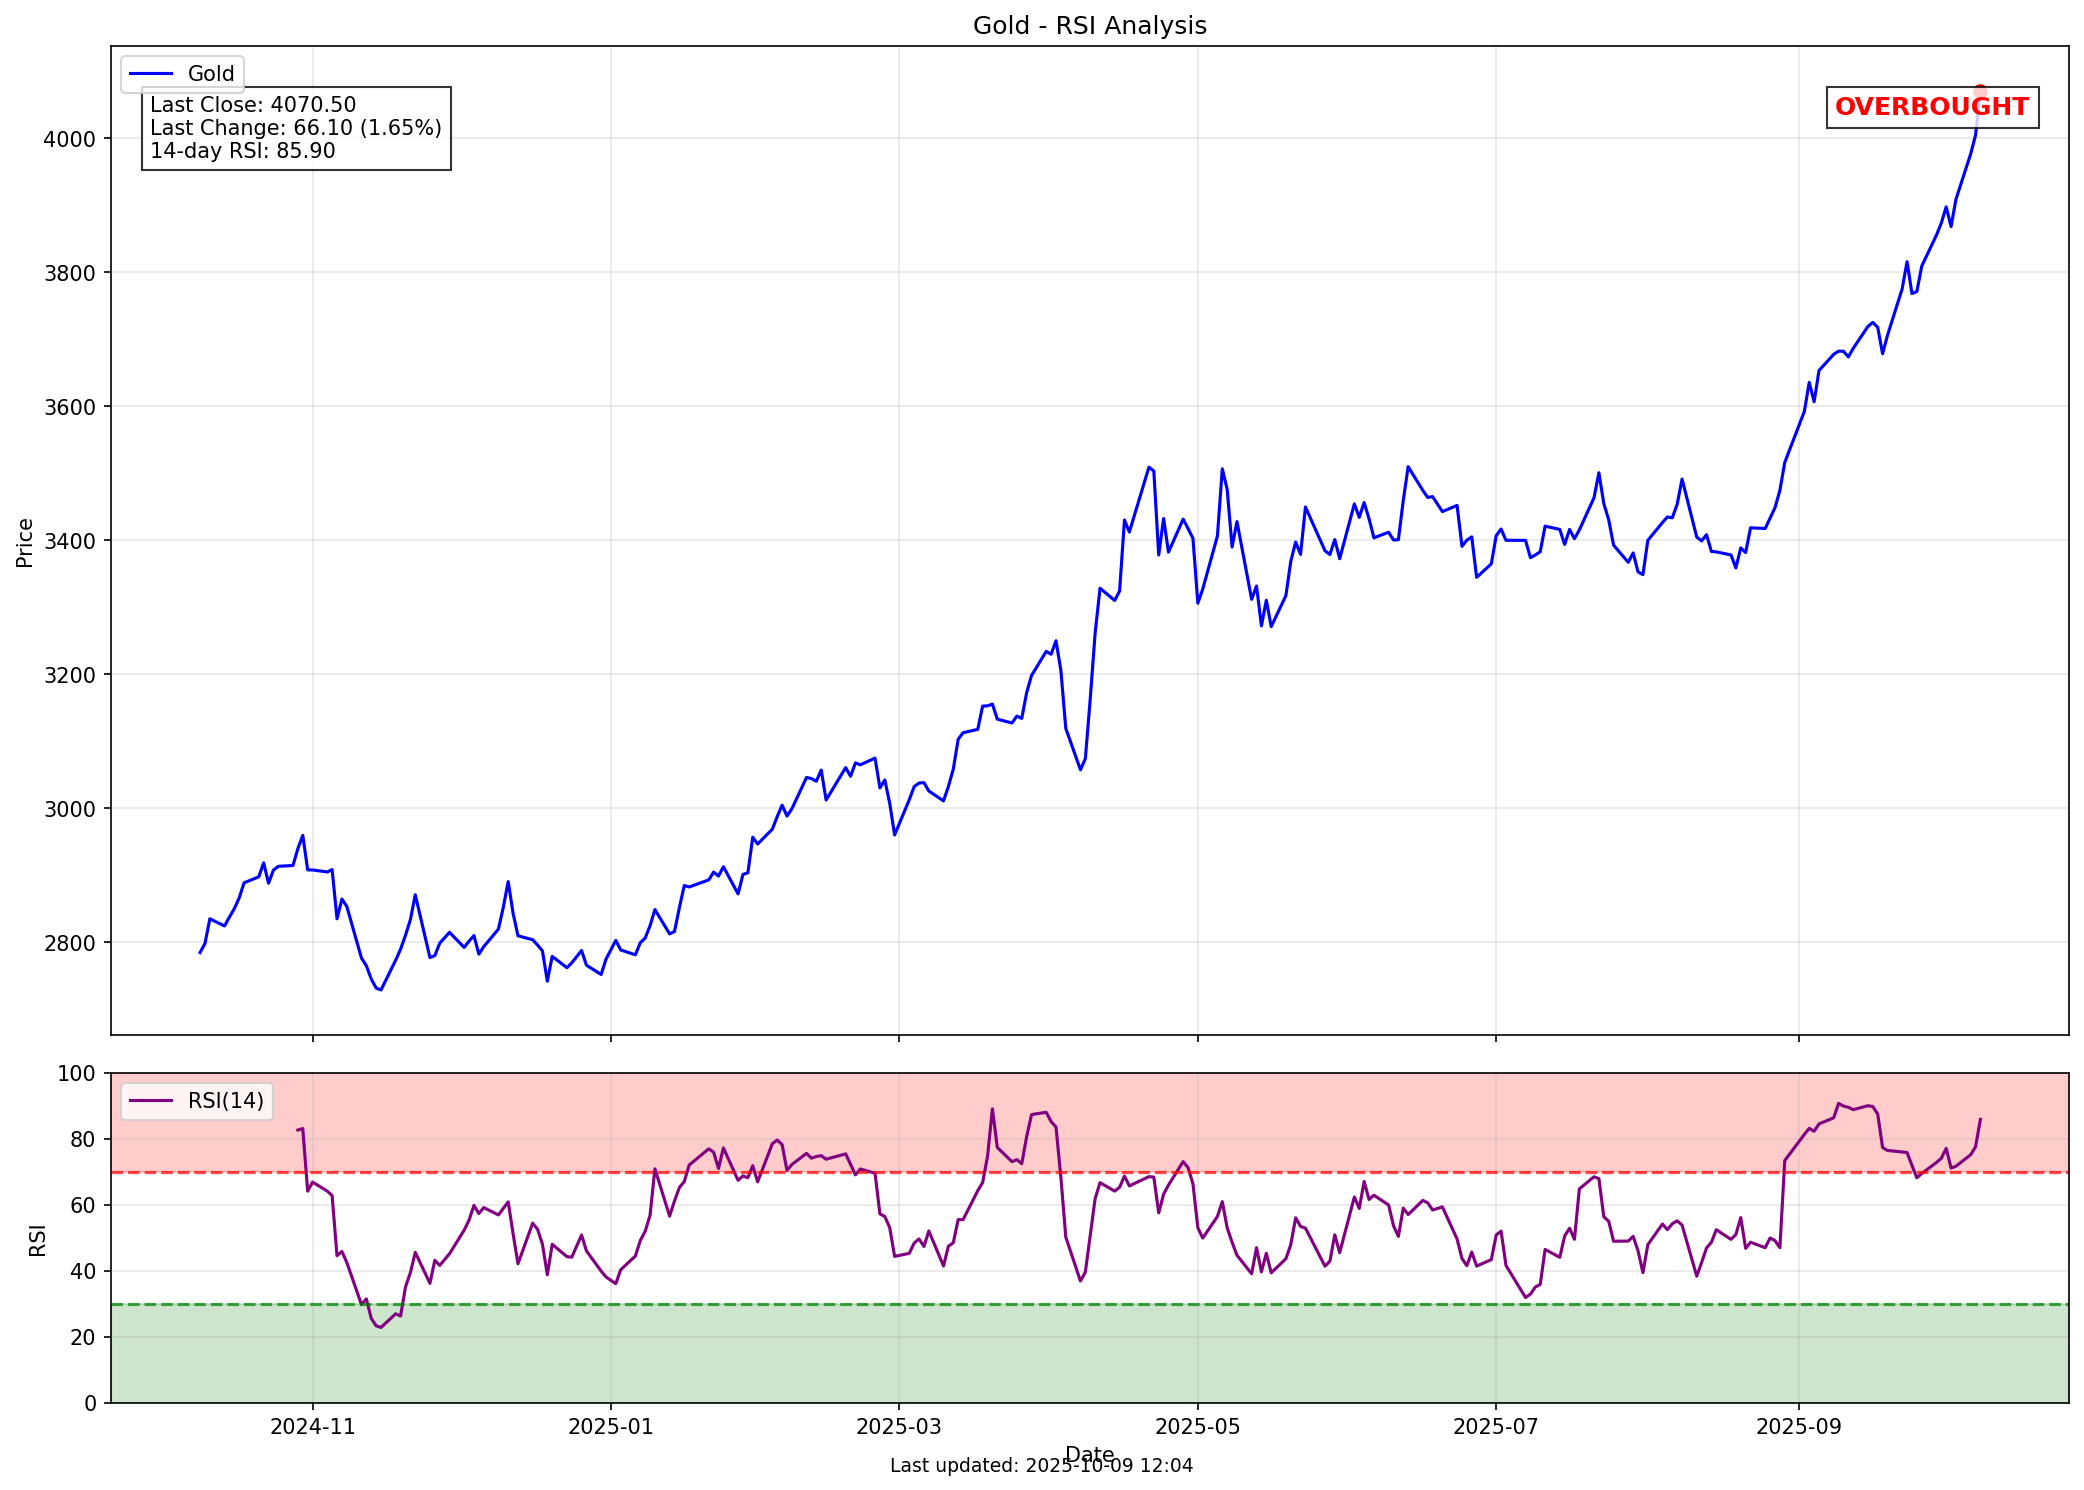 Gold - RSI Analysis
Gold
Last Close: 4070.50
Last Change: 66.10 (1.65%)
14-day RSI: 85.90
OVERBOUGHT
Price
4000
3800
3600
3400
3200
3000
2800
RSI(14)
RSI
100
80
60
40
20
0
2024-11
2025-01
2025-03
2025-05
2025-07
2025-09
Date
Last updated: 2025-10-09 12:04